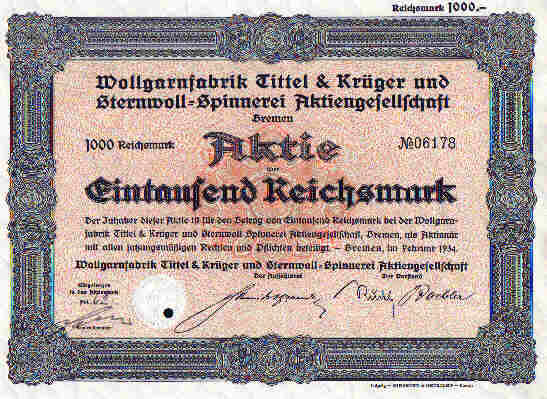 Reichsmark 1000.–
Wollgarnfabrik Tittel & Krüger und
Sternwoll-Spinnerei Aktiengesellschaft
Bremen
1000 Reichsmark
Aktie
№06178
über
Eintausend Reichsmark
Der Inhaber dieser Aktie ist für den Betrag von Eintausend Reichsmark bei der Wollgarn-
fabrik Tittel & Krüger und Sternwoll Spinnerei Aktiengesellschaft, Bremen, als Aktionär
mit allen satzungsmäßigen Rechten und Pflichten beteiligt. – Bremen, im Februar 1934.
Wollgarnfabrik Tittel & Krüger und Sternwoll-Spinnerei Aktiengesellschaft
Der Aufsichtsrat
Der Vorstand
Eingetragen
in das Aktienbuch